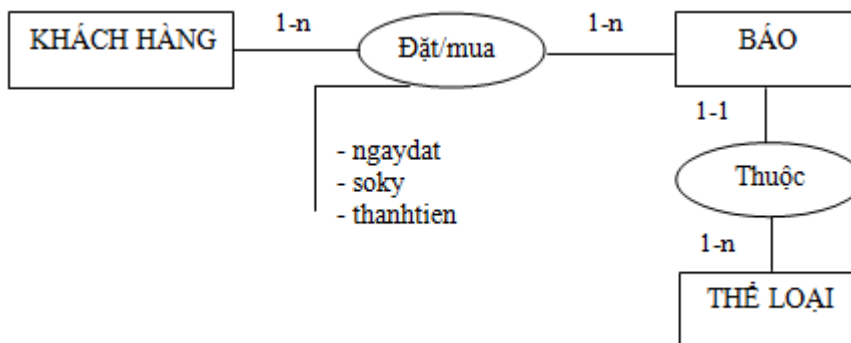 KHÁCH HÀNG
1-n
Đặt/mua
1-n
BÁO
- ngaydat
- soky
- thanhtien
1-1
Thuộc
1-n
THỂ LOẠI